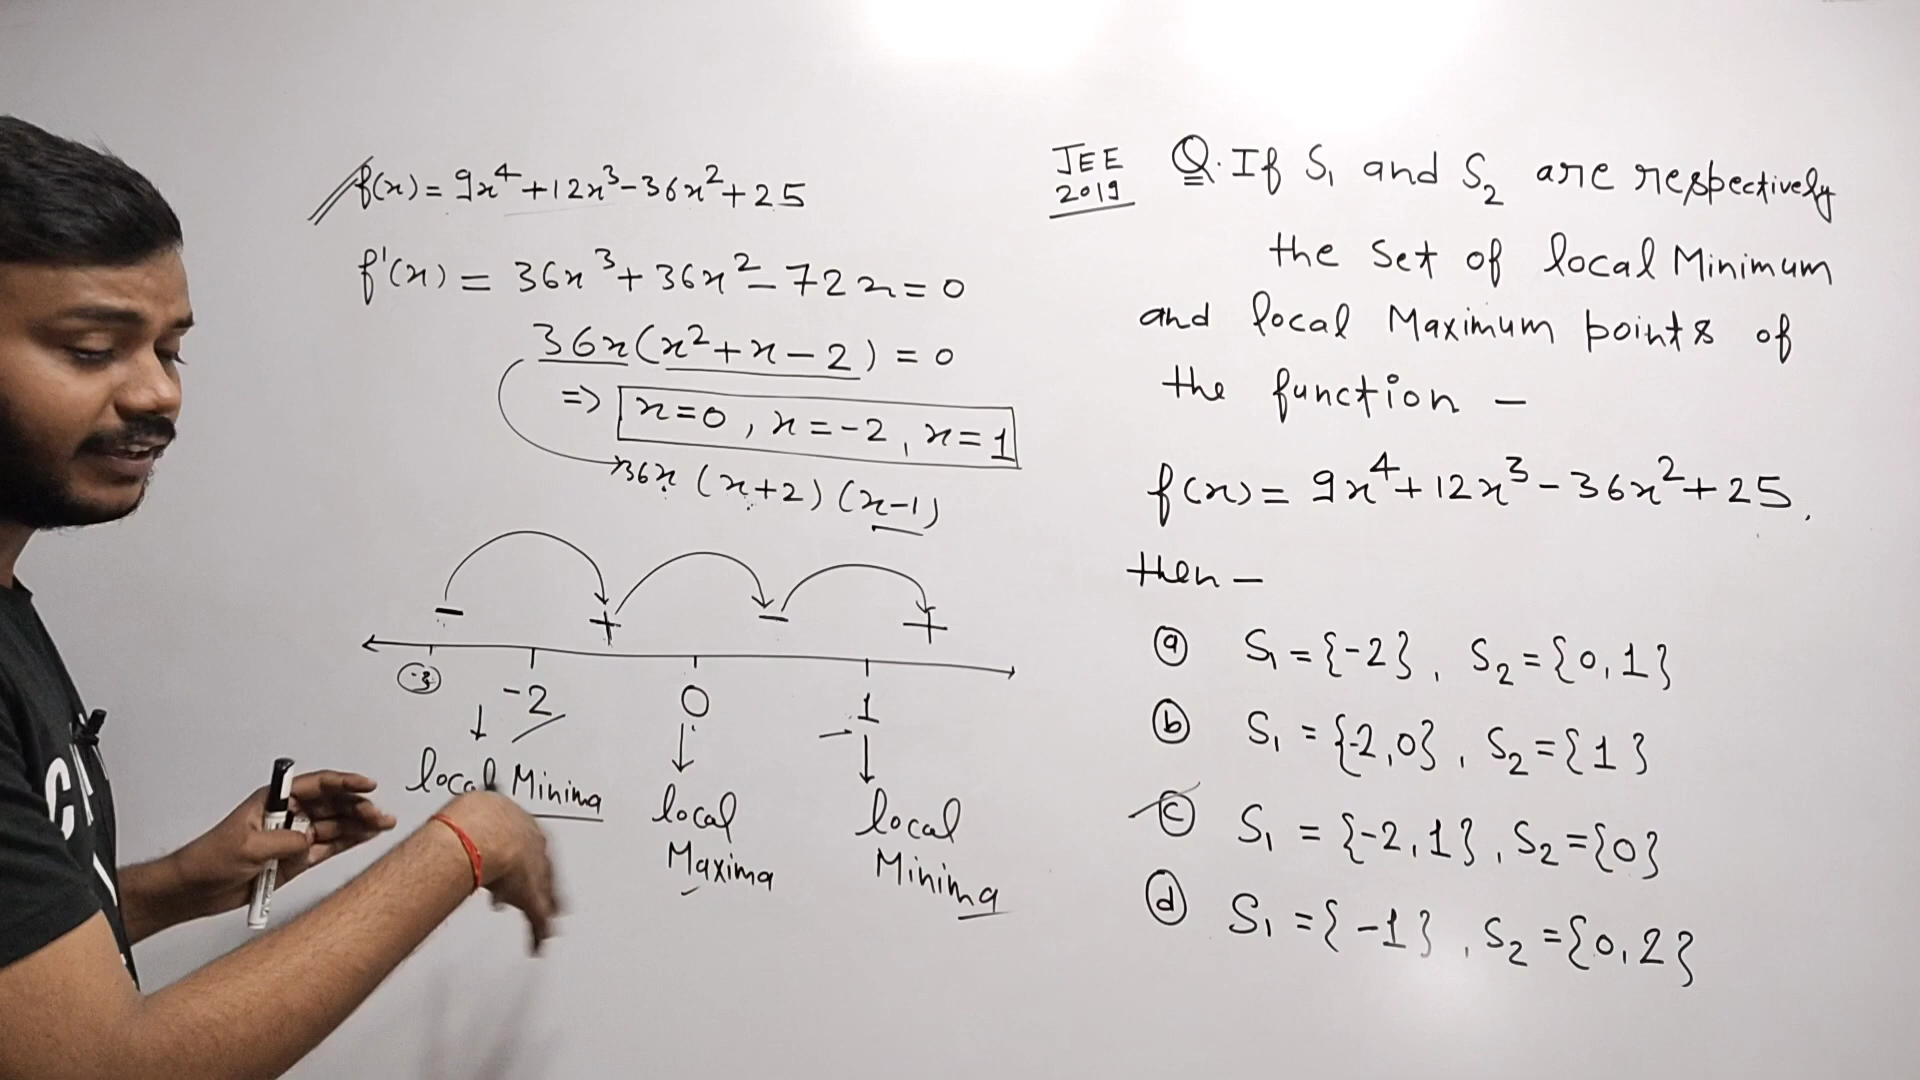 f(x) = 9x⁴+12x³-36x²+25
f'(x) = 36x³+36x²-72x=0
36x(x²+x-2) = 0
=> x=0, x=-2, x=1
36x (x+2) (x-1)
- + - +
-3 -2 0 1
local Minima
local Maxima
local Minima
JEE 2019
Q. If S₁ and S₂ are respectively
the set of local Minimum
and local Maximum points of
the function -
f(x) = 9x⁴+12x³-36x²+25,
then -
(a) S₁={-2}, S₂={0,1}
(b) S₁={-2,0}, S₂={1}
(c) S₁={-2,1}, S₂={0}
(d) S₁={-1}, S₂={0,2}